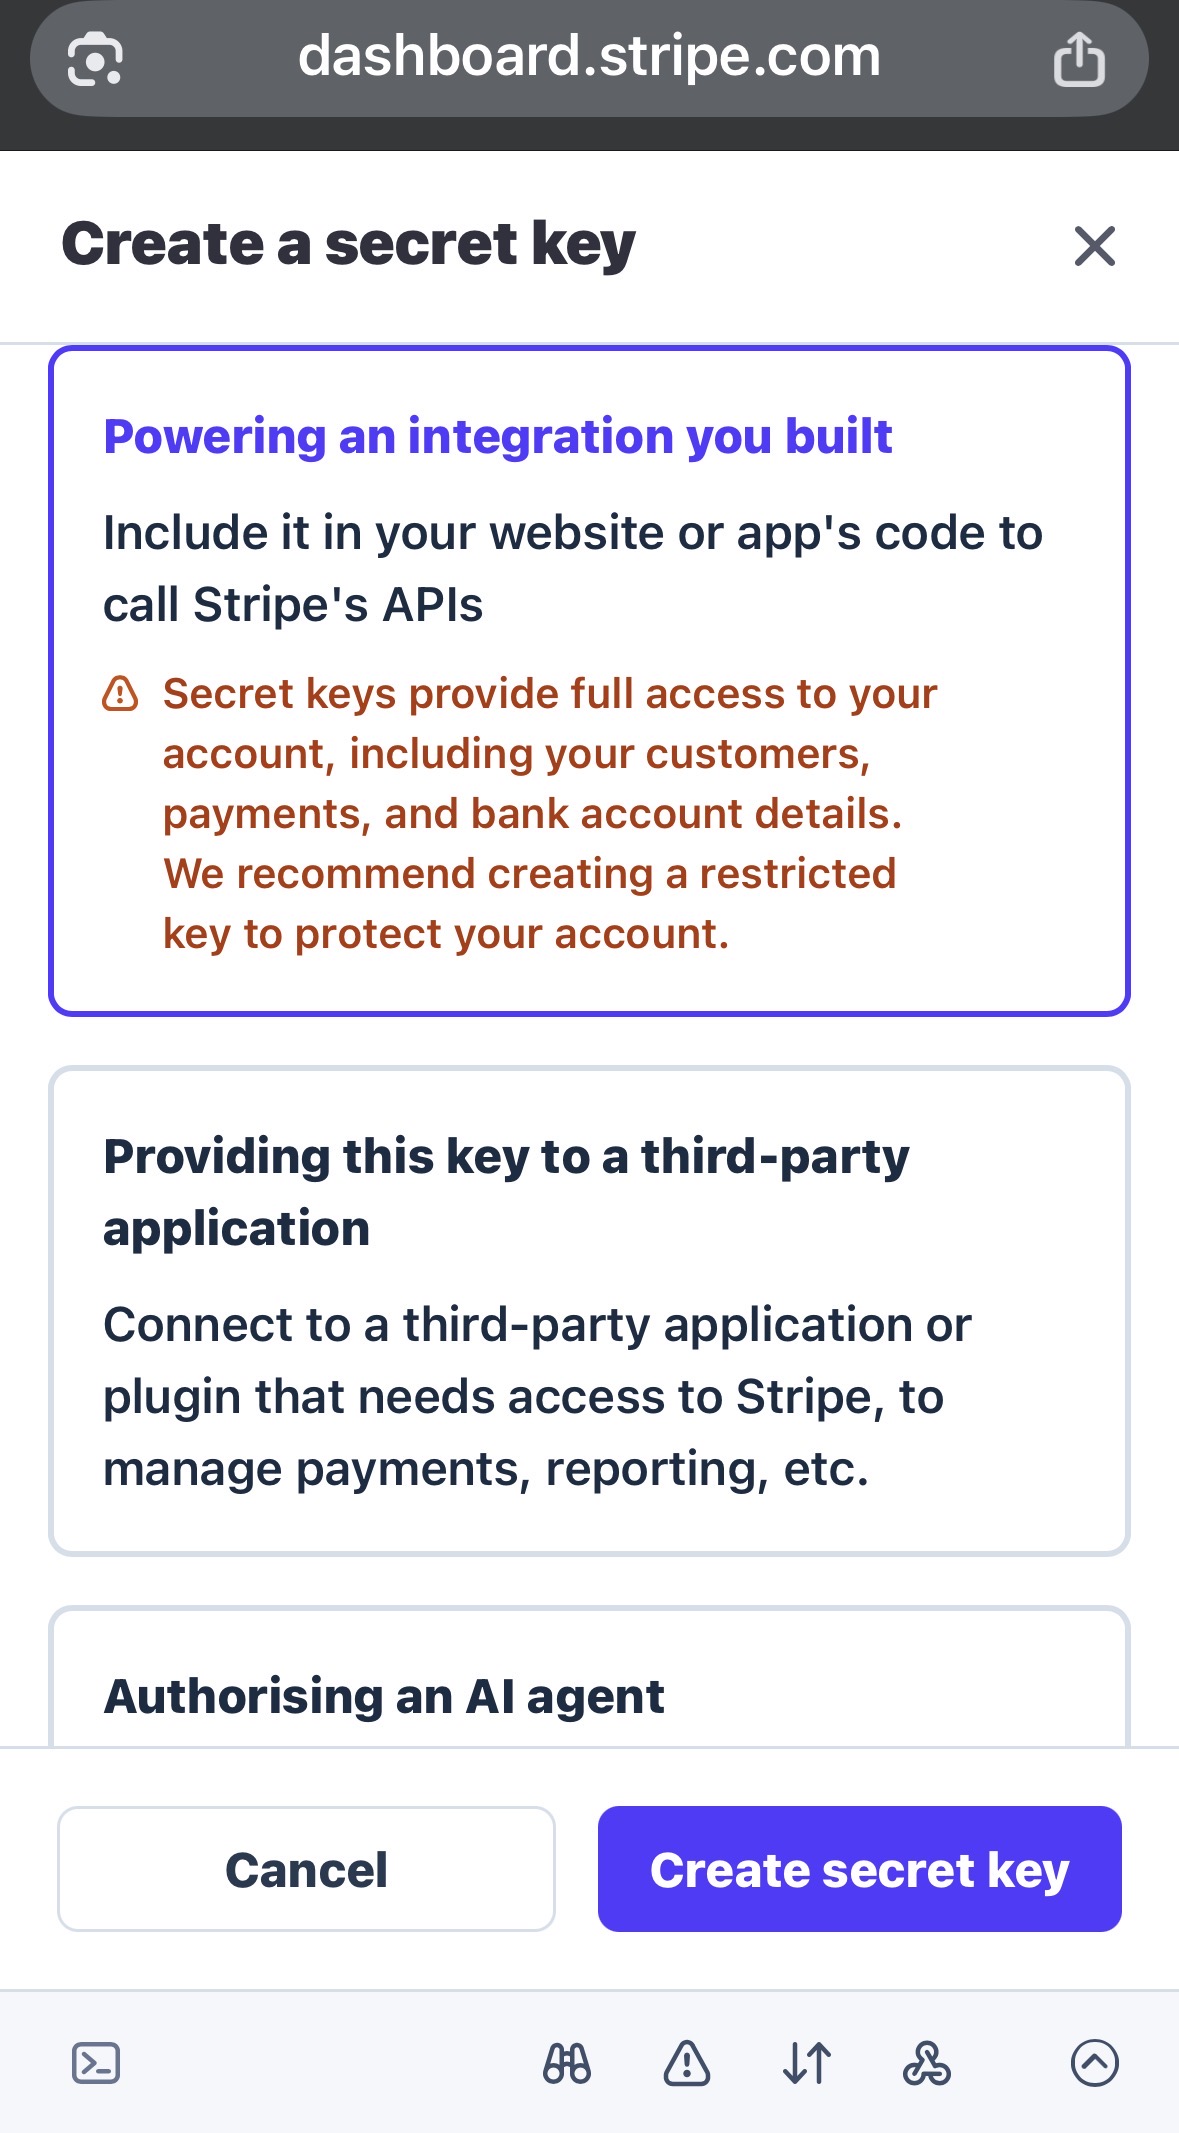 dashboard.stripe.com
Create a secret key
Powering an integration you built
Include it in your website or app's code to
call Stripe's APIs
Secret keys provide full access to your
account, including your customers,
payments, and bank account details.
We recommend creating a restricted
key to protect your account.
Providing this key to a third-party
application
Connect to a third-party application or
plugin that needs access to Stripe, to
manage payments, reporting, etc.
Authorising an AI agent
Cancel
Create secret key